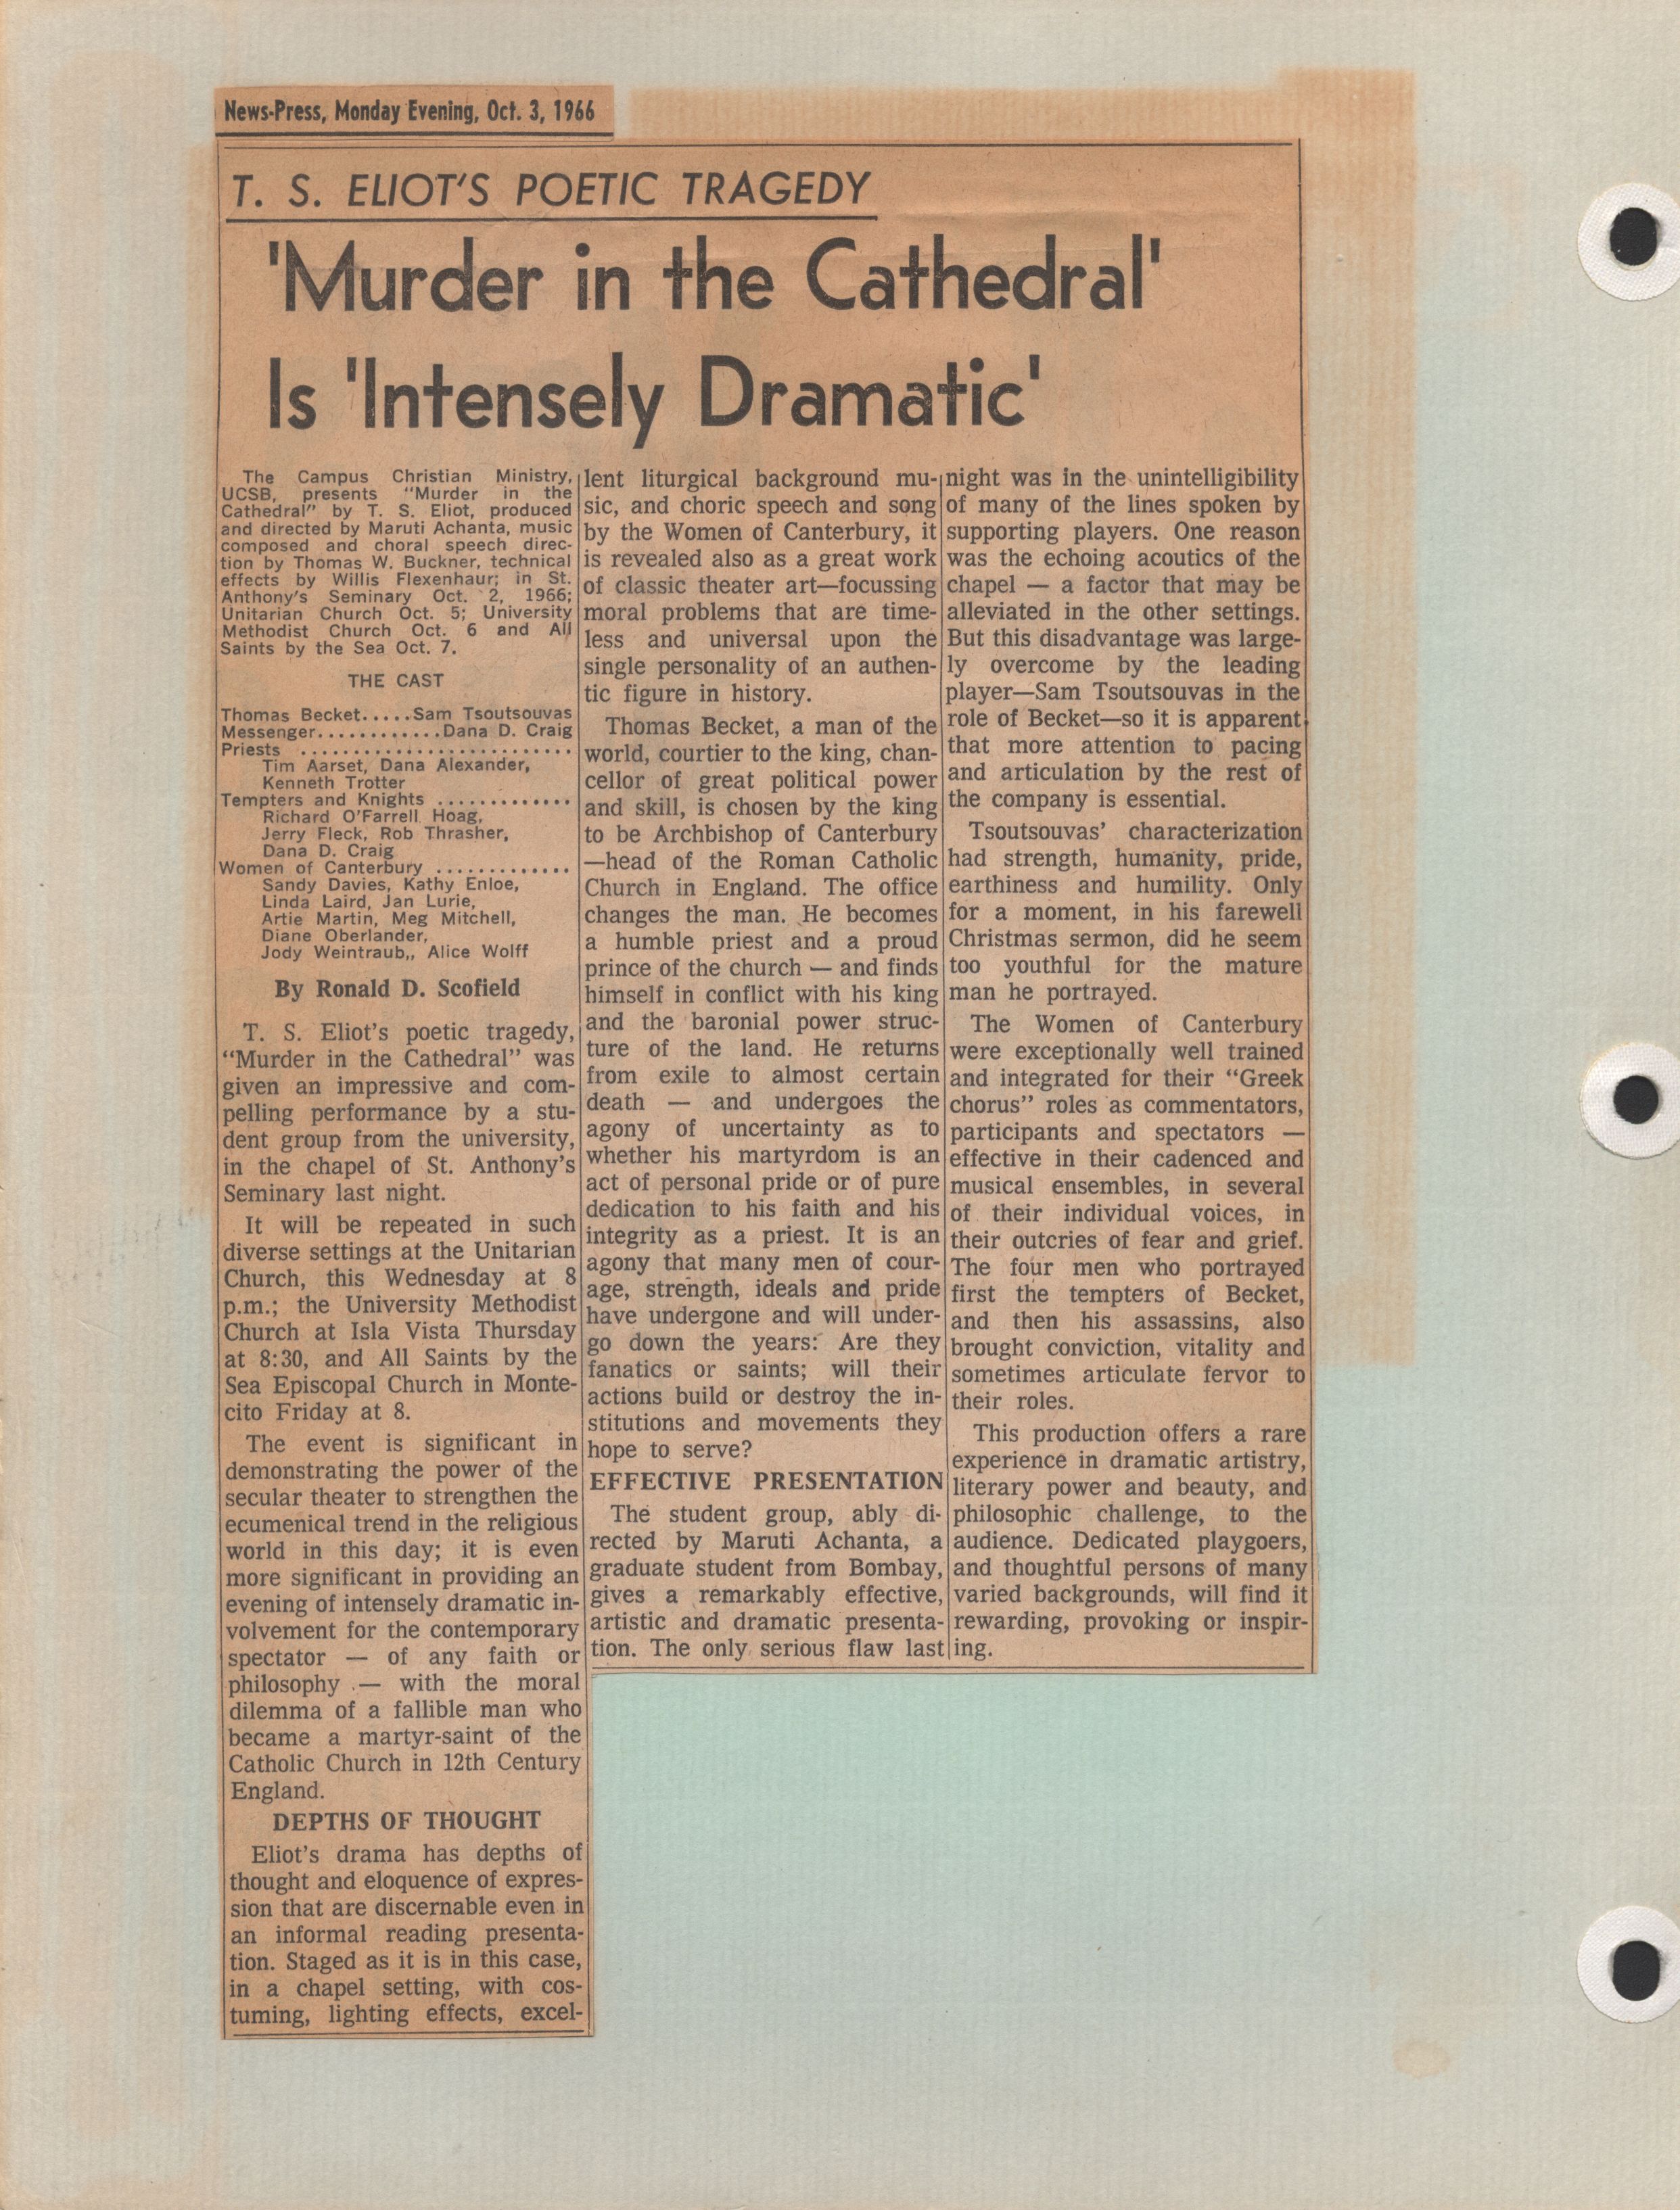 News-Press, Monday Evening, Oct. 3, 1966
T. S. ELIOT'S POETIC TRAGEDY
'Murder in the Cathedral'
Is 'Intensely Dramatic'
The Campus Christian Ministry,
UCSB, presents "Murder in the
Cathedral" by T. S. Eliot, produced
and directed by Maruti Achanta, music
composed and choral speech direc-
tion by Thomas W. Buckner, technical
effects by Willis Flexenhaur; in St.
Anthony's Seminary Oct. 2, 1966;
Unitarian Church Oct. 5; University
Methodist Church Oct. 6 and All
Saints by the Sea Oct. 7.
THE CAST
Thomas Becket.....Sam Tsoutsouvas
Messenger............Dana D. Craig
Priests ..........................
Tim Aarset, Dana Alexander,
Kenneth Trotter
Tempters and Knights .............
Richard O'Farrell Hoag,
Jerry Fleck, Rob Thrasher,
Dana D. Craig
Women of Canterbury .............
Sandy Davies, Kathy Enloe,
Linda Laird, Jan Lurie,
Artie Martin, Meg Mitchell,
Diane Oberlander,
Jody Weintraub,, Alice Wolff
By Ronald D. Scofield
T. S. Eliot's poetic tragedy,
"Murder in the Cathedral" was
given an impressive and com-
pelling performance by a stu-
dent group from the university,
in the chapel of St. Anthony's
Seminary last night.
It will be repeated in such
diverse settings at the Unitarian
Church, this Wednesday at 8
p.m.; the University Methodist
Church at Isla Vista Thursday
at 8:30, and All Saints by the
Sea Episcopal Church in Monte-
cito Friday at 8.
The event is significant in
demonstrating the power of the
secular theater to strengthen the
ecumenical trend in the religious
world in this day; it is even
more significant in providing an
evening of intensely dramatic in-
volvement for the contemporary
spectator — of any faith or
philosophy — with the moral
dilemma of a fallible man who
became a martyr-saint of the
Catholic Church in 12th Century
England.
DEPTHS OF THOUGHT
Eliot's drama has depths of
thought and eloquence of expres-
sion that are discernable even in
an informal reading presenta-
tion. Staged as it is in this case,
in a chapel setting, with cos-
tuming, lighting effects, excel-
lent liturgical background mu-
sic, and choric speech and song
by the Women of Canterbury, it
is revealed also as a great work
of classic theater art—focussing
moral problems that are time-
less and universal upon the
single personality of an authen-
tic figure in history.
Thomas Becket, a man of the
world, courtier to the king, chan-
cellor of great political power
and skill, is chosen by the king
to be Archbishop of Canterbury
—head of the Roman Catholic
Church in England. The office
changes the man. He becomes
a humble priest and a proud
prince of the church — and finds
himself in conflict with his king
and the baronial power struc-
ture of the land. He returns
from exile to almost certain
death — and undergoes the
agony of uncertainty as to
whether his martyrdom is an
act of personal pride or of pure
dedication to his faith and his
integrity as a priest. It is an
agony that many men of cour-
age, strength, ideals and pride
have undergone and will under-
go down the years: Are they
fanatics or saints; will their
actions build or destroy the in-
stitutions and movements they
hope to serve?
EFFECTIVE PRESENTATION
The student group, ably di-
rected by Maruti Achanta, a
graduate student from Bombay,
gives a remarkably effective,
artistic and dramatic presenta-
tion. The only serious flaw last
night was in the unintelligibility
of many of the lines spoken by
supporting players. One reason
was the echoing acoutics of the
chapel — a factor that may be
alleviated in the other settings.
But this disadvantage was large-
ly overcome by the leading
player—Sam Tsoutsouvas in the
role of Becket—so it is apparent
that more attention to pacing
and articulation by the rest of
the company is essential.
Tsoutsouvas' characterization
had strength, humanity, pride,
earthiness and humility. Only
for a moment, in his farewell
Christmas sermon, did he seem
too youthful for the mature
man he portrayed.
The Women of Canterbury
were exceptionally well trained
and integrated for their "Greek
chorus" roles as commentators,
participants and spectators —
effective in their cadenced and
musical ensembles, in several
of their individual voices, in
their outcries of fear and grief.
The four men who portrayed
first the tempters of Becket,
and then his assassins, also
brought conviction, vitality and
sometimes articulate fervor to
their roles.
This production offers a rare
experience in dramatic artistry,
literary power and beauty, and
philosophic challenge, to the
audience. Dedicated playgoers,
and thoughtful persons of many
varied backgrounds, will find it
rewarding, provoking or inspir-
ing.